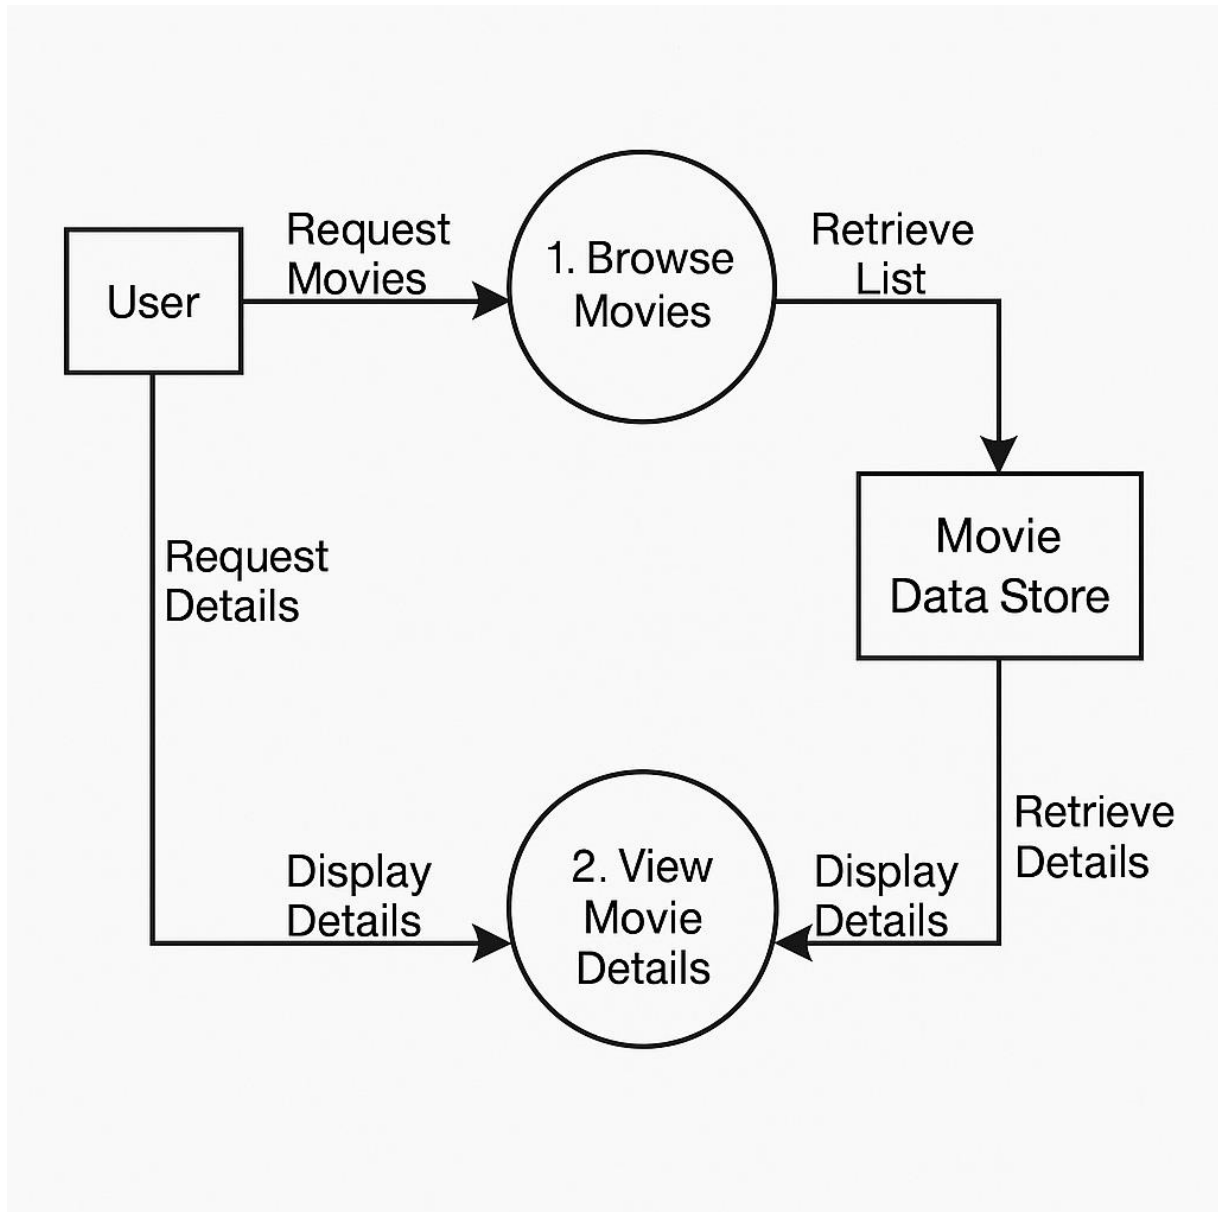 Request
Movies
User
1. Browse
Movies
Retrieve
List
Movie
Data Store
Request
Details
Retrieve
Details
Display
Details
2. View
Movie
Details
Display
Details